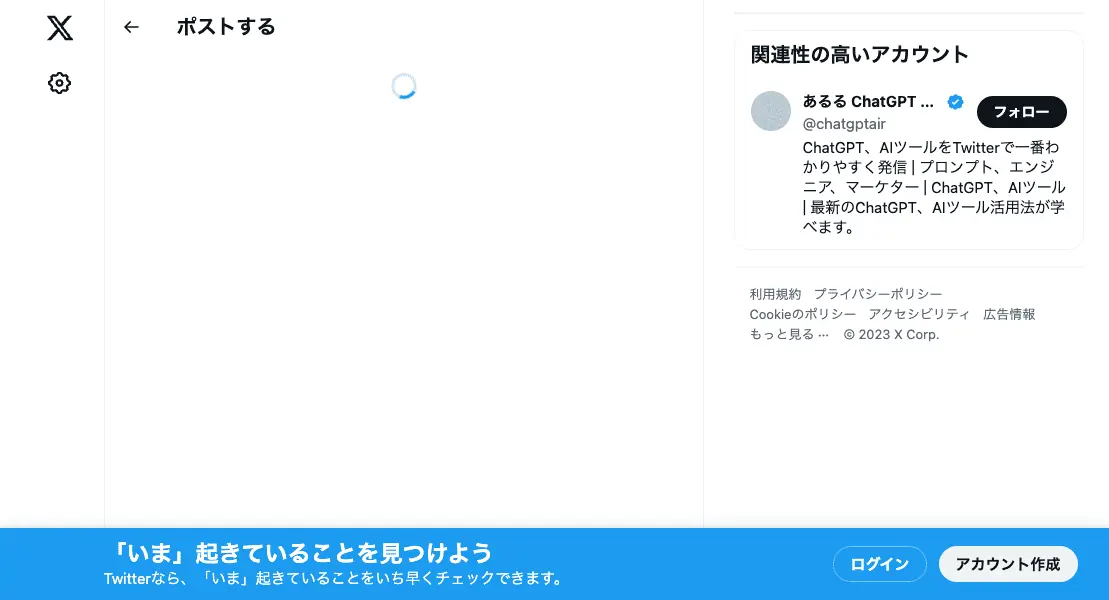 ポストする
関連性の高いアカウント
あるる ChatGPT ...
@chatgptair
フォロー
ChatGPT、AIツールをTwitterで一番わ
かりやすく発信 | プロンプト、エンジ
ニア、マーケター | ChatGPT、AIツール
| 最新のChatGPT、AIツール活用法が学
べます。
利用規約 プライバシーポリシー
Cookieのポリシー アクセシビリティ 広告情報
もっと見る ... © 2023 X Corp.
「いま」起きていることを見つけよう
Twitterなら、「いま」起きていることをいち早くチェックできます。
ログイン
アカウント作成